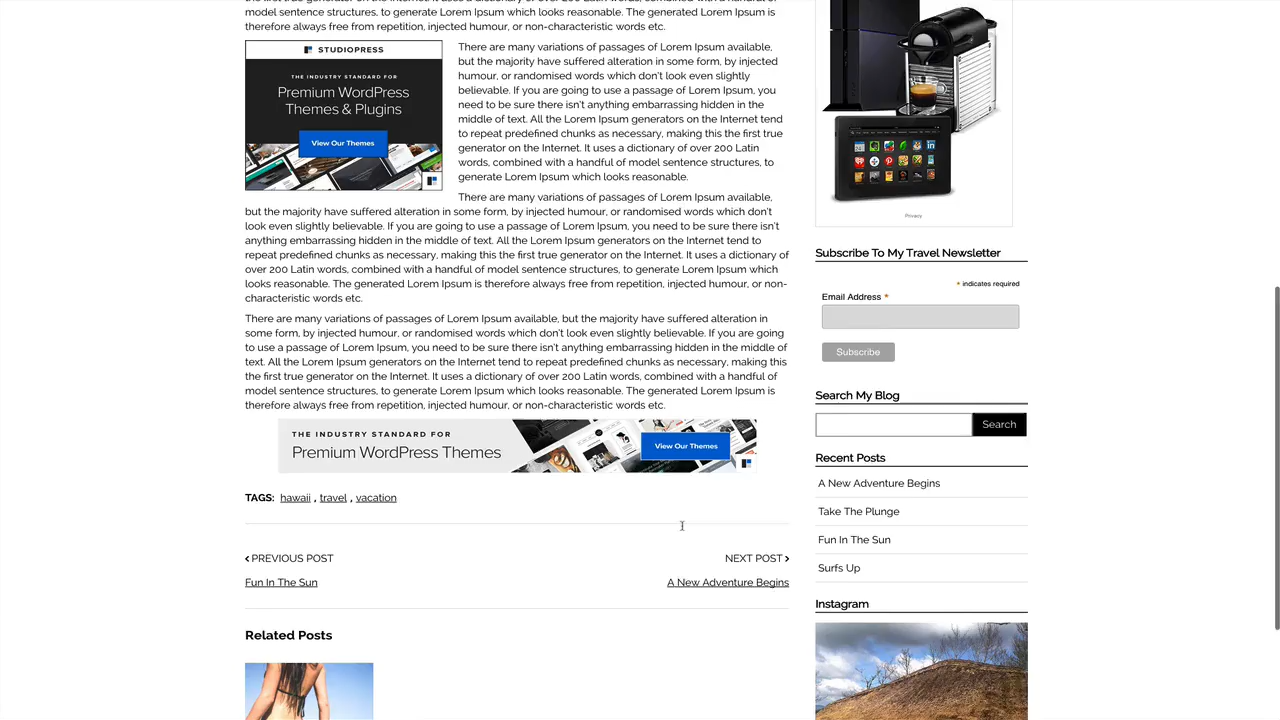 model sentence structures, to generate Lorem Ipsum which looks reasonable. The generated Lorem Ipsum is
therefore always free from repetition, injected humour, or non-characteristic words etc.
STUDIOPRESS
THE INDUSTRY STANDARD FOR
Premium WordPress
Themes & Plugins
View Our Themes
There are many variations of passages of Lorem Ipsum available,
but the majority have suffered alteration in some form, by injected
humour, or randomised words which don't look even slightly
believable. If you are going to use a passage of Lorem Ipsum, you
need to be sure there isn't anything embarrassing hidden in the
middle of text. All the Lorem Ipsum generators on the Internet tend
to repeat predefined chunks as necessary, making this the first true
generator on the Internet. It uses a dictionary of over 200 Latin
words, combined with a handful of model sentence structures, to
generate Lorem Ipsum which looks reasonable.
There are many variations of passages of Lorem Ipsum available,
but the majority have suffered alteration in some form, by injected humour, or randomised words which don't
look even slightly believable. If you are going to use a passage of Lorem Ipsum, you need to be sure there isn't
anything embarrassing hidden in the middle of text. All the Lorem Ipsum generators on the Internet tend to
repeat predefined chunks as necessary, making this the first true generator on the Internet. It uses a dictionary of
over 200 Latin words, combined with a handful of model sentence structures, to generate Lorem Ipsum which
looks reasonable. The generated Lorem Ipsum is therefore always free from repetition, injected humour, or non-
characteristic words etc.
There are many variations of passages of Lorem Ipsum available, but the majority have suffered alteration in
some form, by injected humour, or randomised words which don't look even slightly believable. If you are going
to use a passage of Lorem Ipsum, you need to be sure there isn't anything embarrassing hidden in the middle of
text. All the Lorem Ipsum generators on the Internet tend to repeat predefined chunks as necessary, making this
the first true generator on the Internet. It uses a dictionary of over 200 Latin words, combined with a handful of
model sentence structures, to generate Lorem Ipsum which looks reasonable. The generated Lorem Ipsum is
therefore always free from repetition, injected humour, or non-characteristic words etc.
THE INDUSTRY STANDARD FOR
Premium WordPress Themes
View Our Themes
TAGS: hawaii , travel , vacation
PREVIOUS POST
NEXT POST
Fun In The Sun
A New Adventure Begins
Related Posts
Privacy
Subscribe To My Travel Newsletter
* indicates required
Email Address *
Subscribe
Search My Blog
Search
Recent Posts
A New Adventure Begins
Take The Plunge
Fun In The Sun
Surfs Up
Instagram